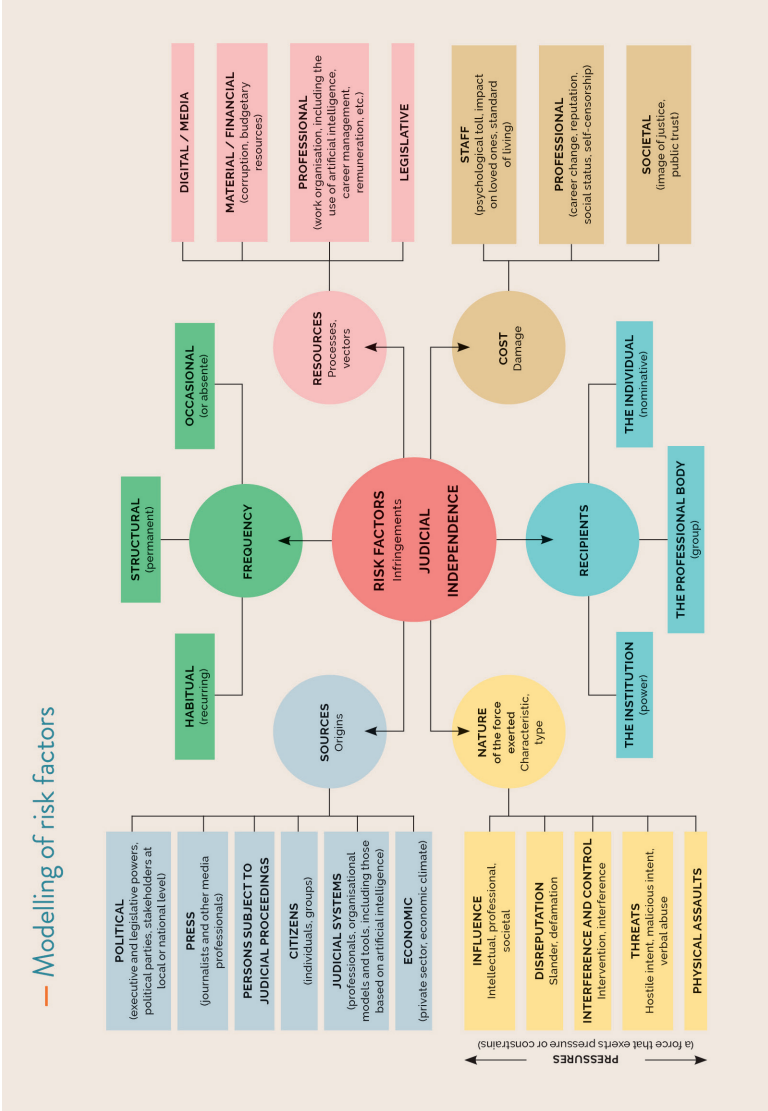 — Modelling of risk factors
POLITICAL
(executive and legislative powers,
political parties, stakeholders at
local or national level)
PRESS
(journalists and other media
professionals)
PERSONS SUBJECT TO
JUDICIAL PROCEEDINGS
CITIZENS
(individuals, groups)
JUDICIAL SYSTEMS
(professionals, organisational
models and tools, including those
based on artificial intelligence)
ECONOMIC
(private sector, economic climate)
SOURCES
Origins
HABITUAL
(recurring)
STRUCTURAL
(permanent)
OCCASIONAL
(or absente)
FREQUENCY
RESOURCES
Processes,
vectors
DIGITAL / MEDIA
MATERIAL / FINANCIAL
(corruption, budgetary
resources)
PROFESSIONAL
(work organisation, including the
use of artificial intelligence,
career management,
remuneration, etc.)
LEGISLATIVE
RISK FACTORS
Infringements
JUDICIAL
INDEPENDENCE
PRESSURES
(a force that pressure or exerts constrains)
INFLUENCE
Intellectual, professional,
societal
DISREPUTATION
Slander, defamation
INTERFERENCE AND CONTROL
Intervention, interference
THREATS
Hostile intent, malicious intent,
verbal abuse
PHYSICAL ASSAULTS
NATURE
of the force
exerted
Characteristic,
type
RECIPIENTS
THE INSTITUTION
(power)
THE PROFESSIONAL BODY
(group)
THE INDIVIDUAL
(nominative)
COST
Damage
STAFF
(psychological toll, impact
on loved ones, standard
of living)
PROFESSIONAL
(career change, reputation,
social status, self-censorship)
SOCIETAL
(image of justice,
public trust)